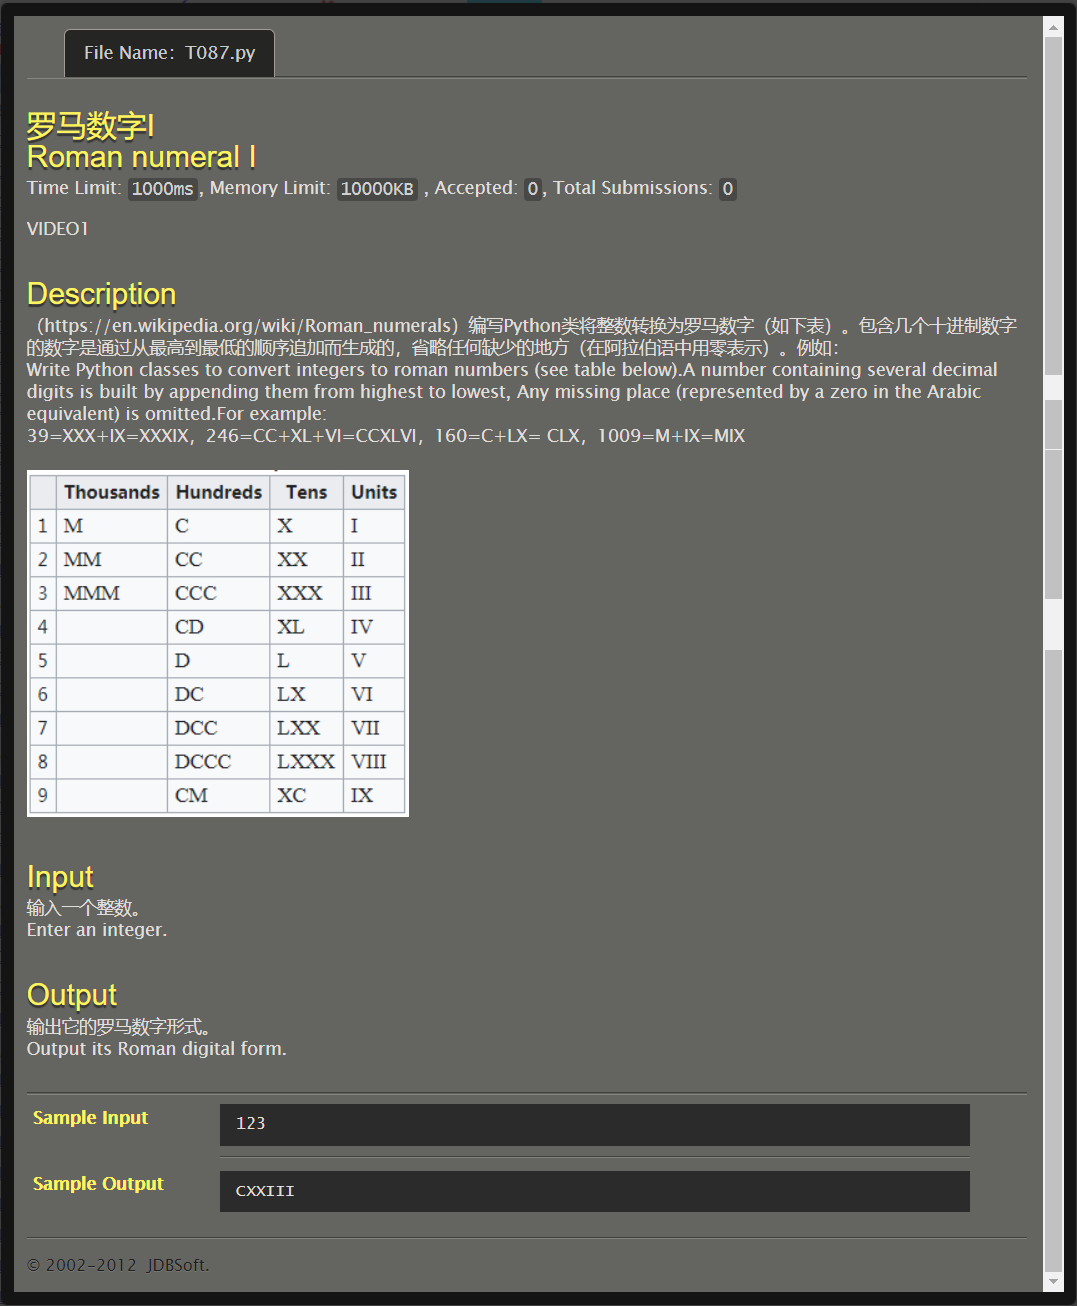 File Name: T087.py
罗马数字I
Roman numeral I
Time Limit: 1000ms, Memory Limit: 10000KB , Accepted: 0, Total Submissions: 0
VIDEO1
Description
（https://en.wikipedia.org/wiki/Roman_numerals）编写Python类将整数转换为罗马数字（如下表）。包含几个十进制数字
的数字是通过从最高到最低的顺序追加而生成的，省略任何缺少的地方（在阿拉伯语中用零表示）。例如：
Write Python classes to convert integers to roman numbers (see table below).A number containing several decimal
digits is built by appending them from highest to lowest, Any missing place (represented by a zero in the Arabic
equivalent) is omitted.For example:
39=XXX+IX=XXXIX，246=CC+XL+VI=CCXLVI，160=C+LX= CLX，1009=M+IX=MIX
Thousands Hundreds Tens Units
1 M C X I
2 MM CC XX II
3 MMM CCC XXX III
4 CD XL IV
5 D L V
6 DC LX VI
7 DCC LXX VII
8 DCCC LXXX VIII
9 CM XC IX
Input
输入一个整数。
Enter an integer.
Output
输出它的罗马数字形式。
Output its Roman digital form.
Sample Input 123
Sample Output CXXIII
© 2002-2012 JDBSoft.